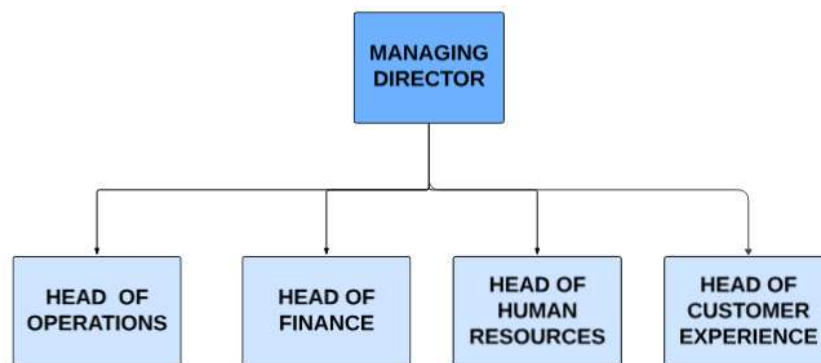 MANAGING
DIRECTOR
HEAD OF
OPERATIONS
HEAD OF
FINANCE
HEAD OF
HUMAN
RESOURCES
HEAD OF
CUSTOMER
EXPERIENCE